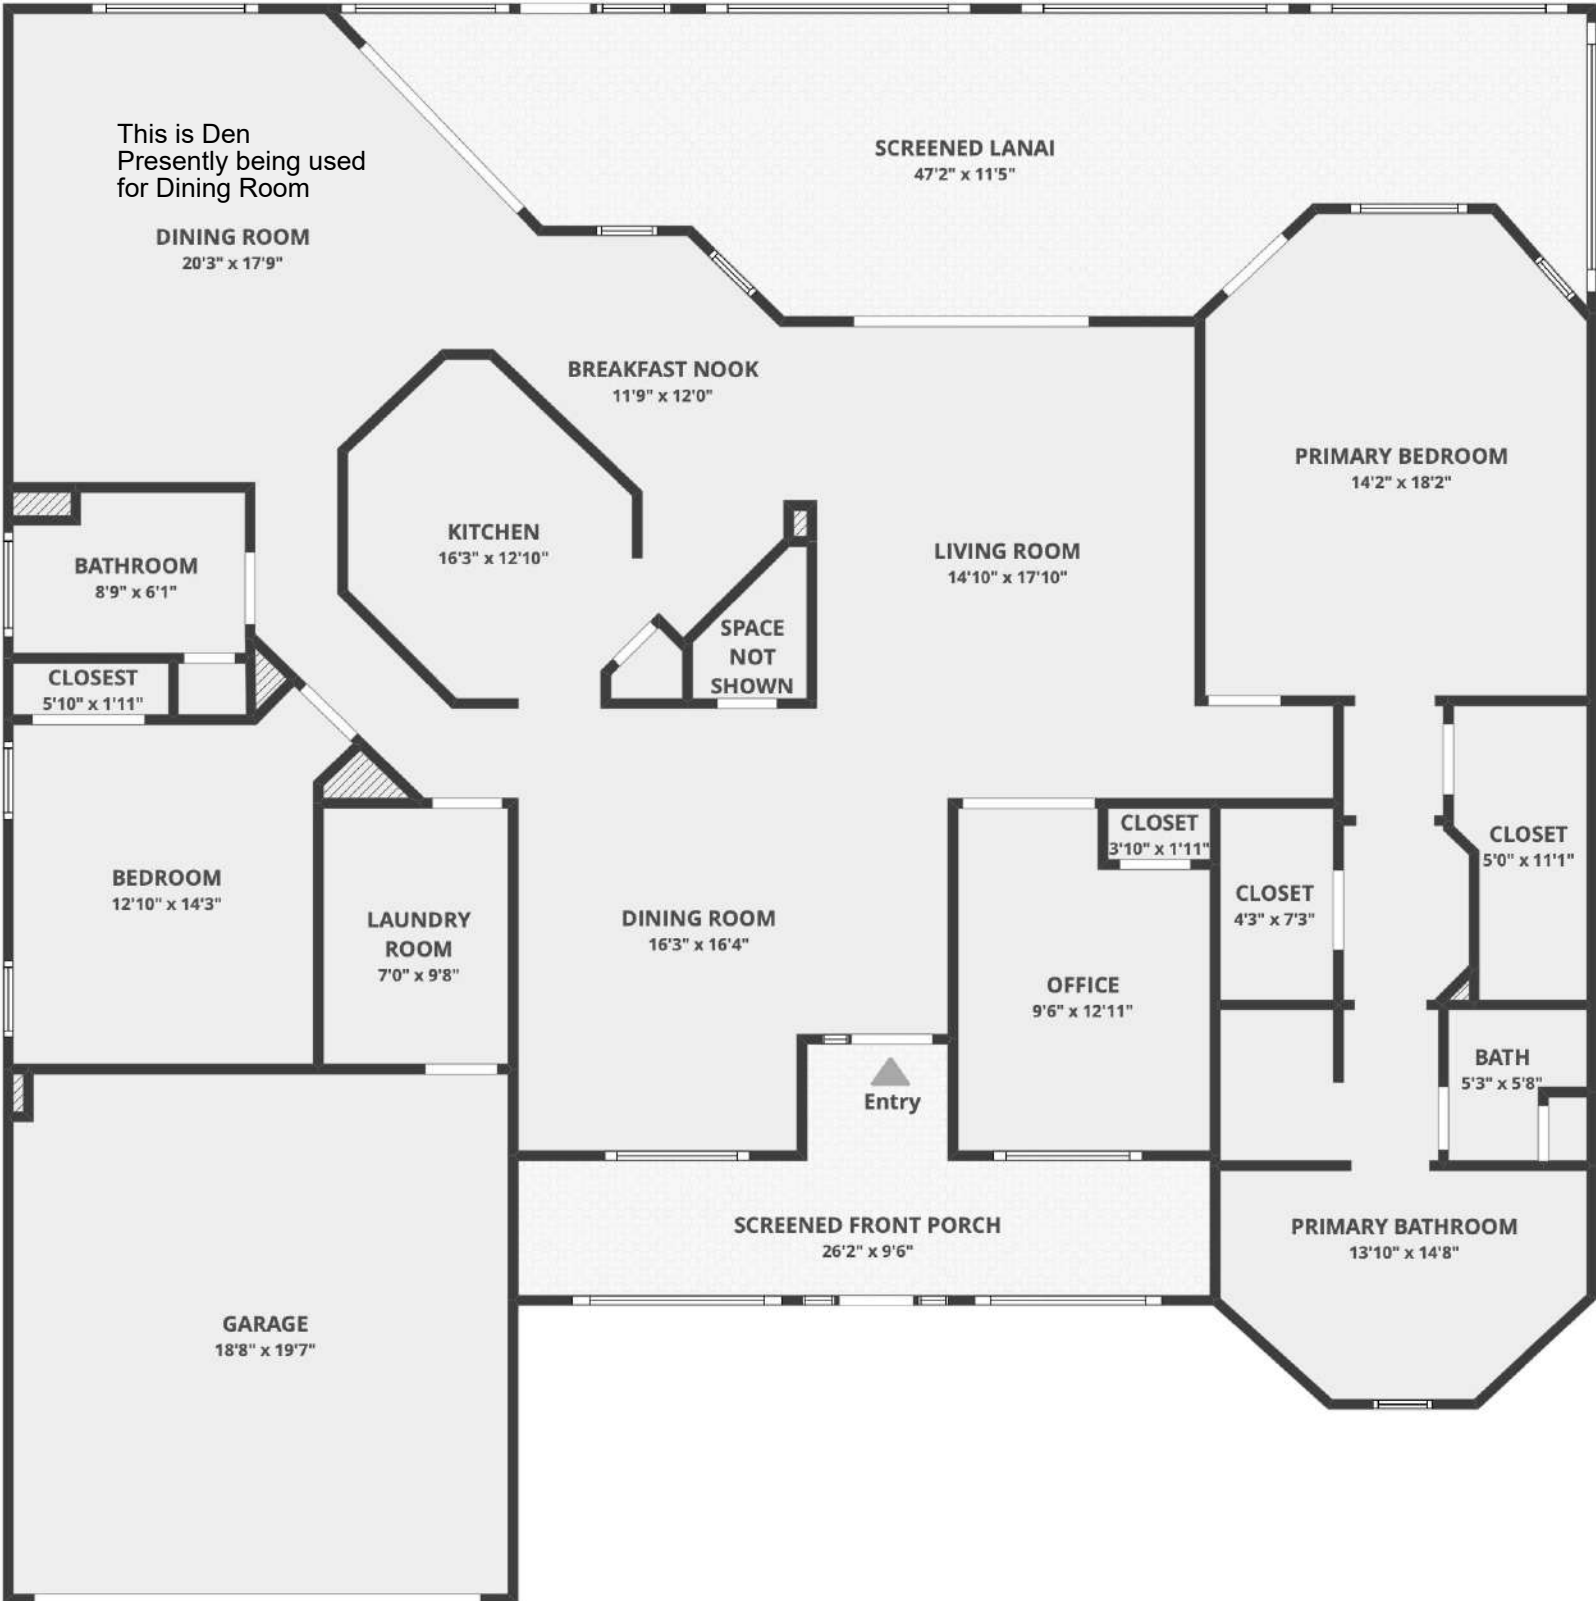 This is Den
Presently being used
for Dining Room
DINING ROOM
20'3" x 17'9"
SCREENED LANAI
47'2" x 11'5"
BREAKFAST NOOK
11'9" x 12'0"
PRIMARY BEDROOM
14'2" x 18'2"
KITCHEN
16'3" x 12'10"
LIVING ROOM
14'10" x 17'10"
BATHROOM
8'9" x 6'1"
SPACE
NOT
SHOWN
CLOSEST
5'10" x 1'11"
BEDROOM
12'10" x 14'3"
LAUNDRY
ROOM
7'0" x 9'8"
DINING ROOM
16'3" x 16'4"
CLOSET
3'10" x 1'11"
CLOSET
4'3" x 7'3"
CLOSET
5'0" x 11'1"
OFFICE
9'6" x 12'11"
Entry
BATH
5'3" x 5'8"
SCREENED FRONT PORCH
26'2" x 9'6"
PRIMARY BATHROOM
13'10" x 14'8"
GARAGE
18'8" x 19'7"